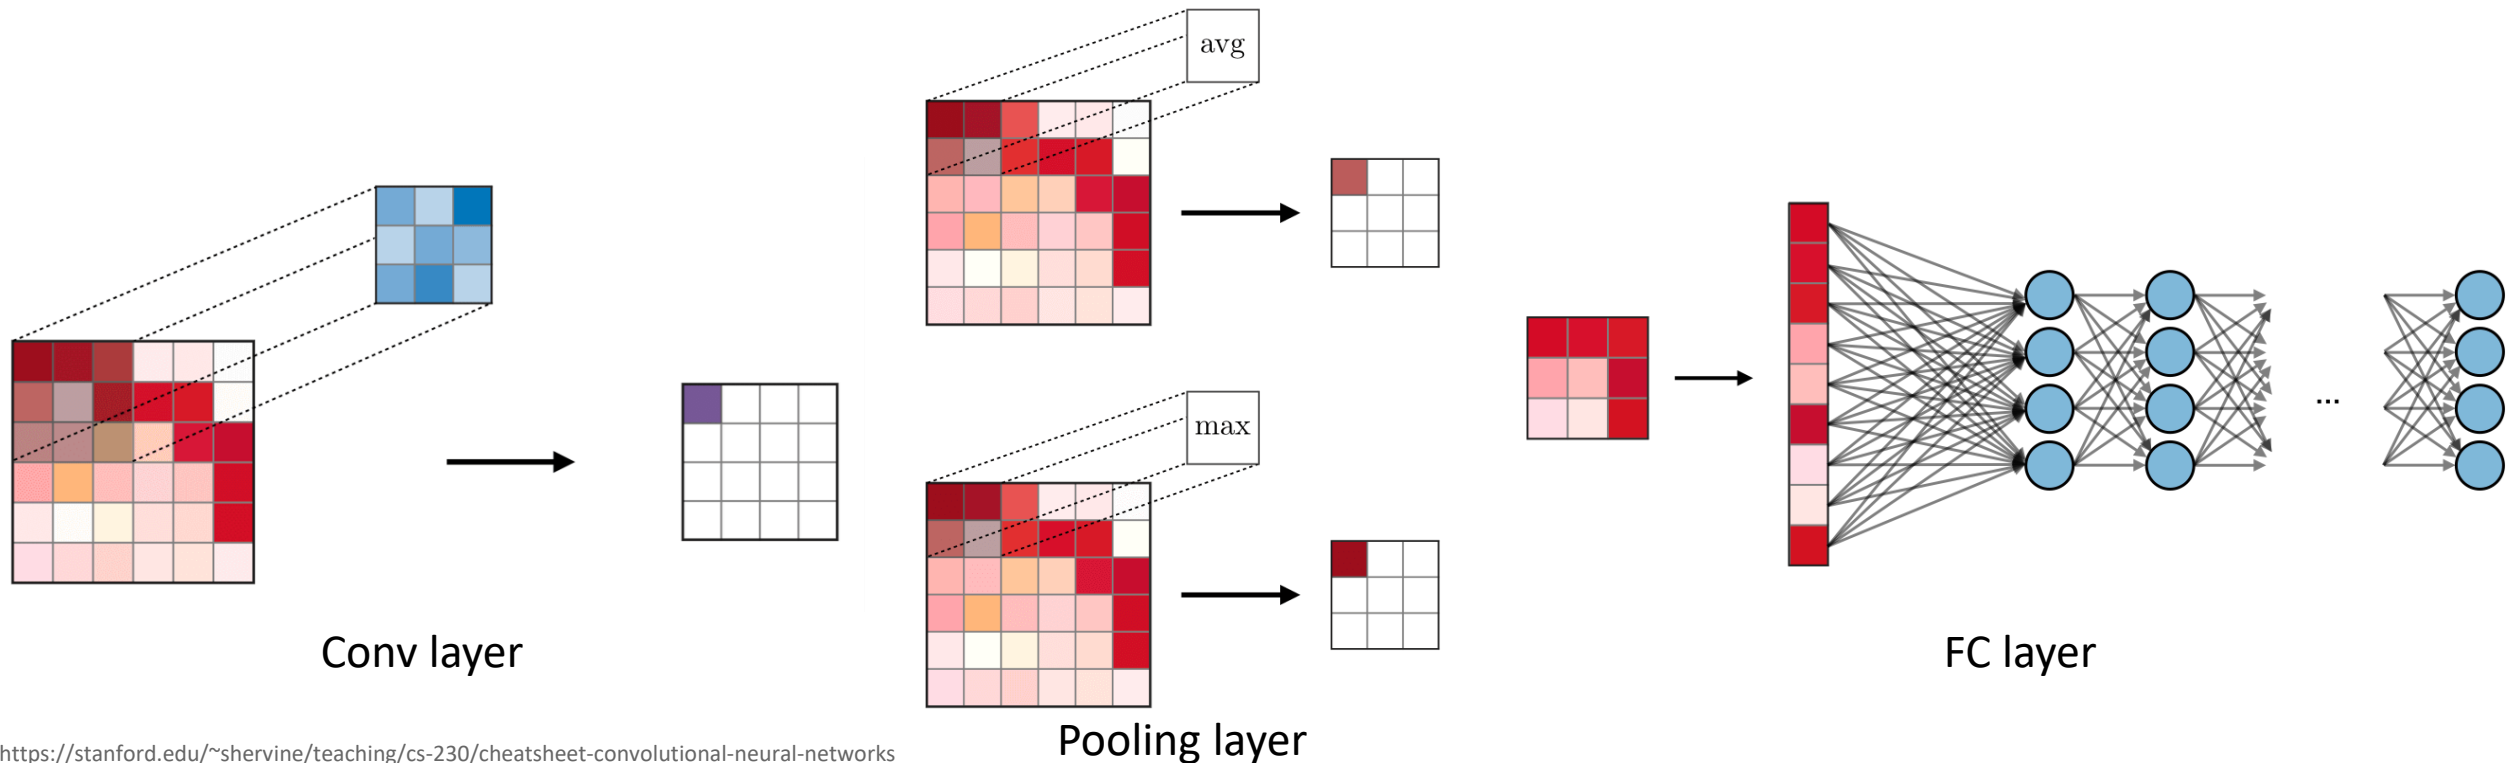 avg
max
...
Conv layer
FC layer
Pooling layer
https://stanford.edu/~shervine/teaching/cs-230/cheatsheet-convolutional-neural-networks